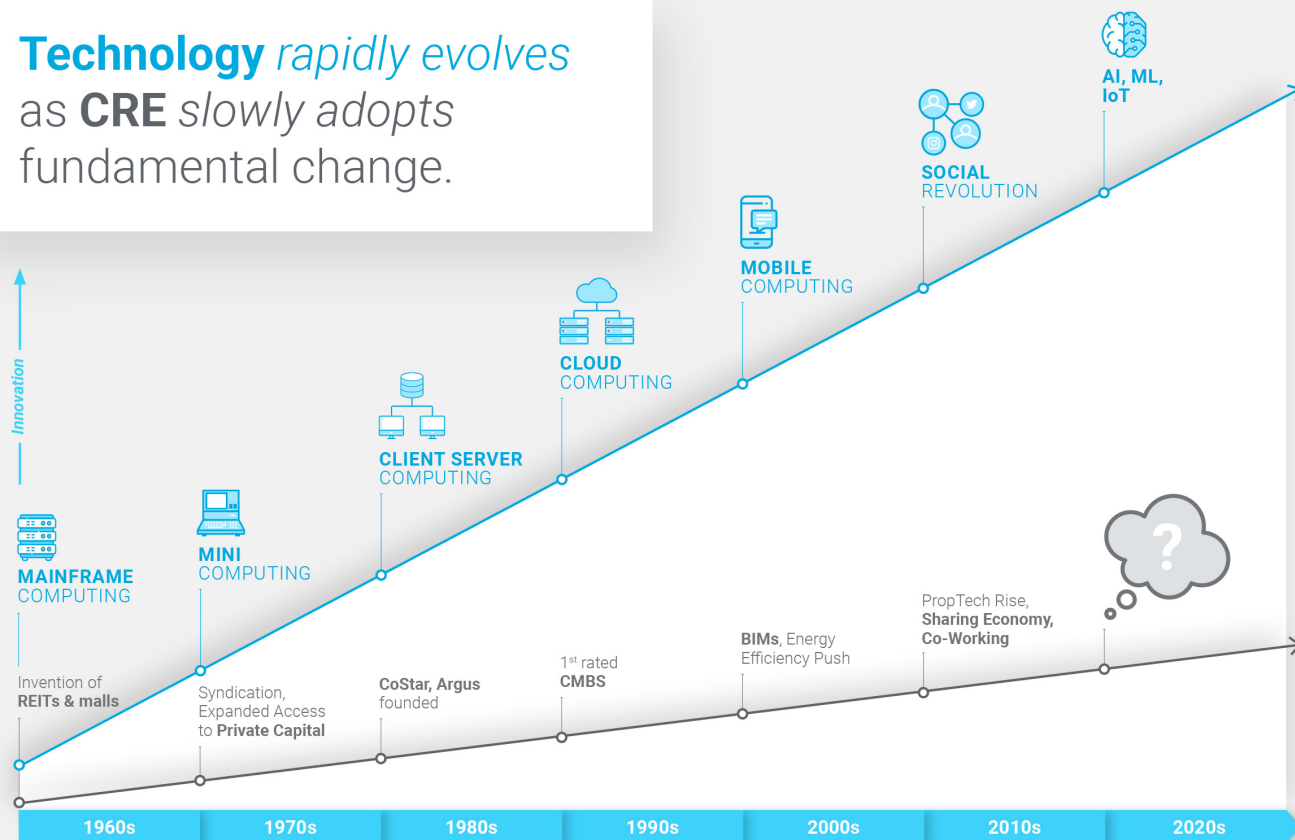 Technology rapidly evolves
as CRE slowly adopts
fundamental change.
Innovation
MAINFRAME
COMPUTING
MINI
COMPUTING
CLIENT SERVER
COMPUTING
CLOUD
COMPUTING
MOBILE
COMPUTING
SOCIAL
REVOLUTION
AI, ML,
IoT
Invention of
REITs & malls
Syndication,
Expanded Access
to Private Capital
CoStar, Argus
founded
1st rated
CMBS
BIMs, Energy
Efficiency Push
PropTech Rise,
Sharing Economy,
Co-Working
?
1960s
1970s
1980s
1990s
2000s
2010s
2020s